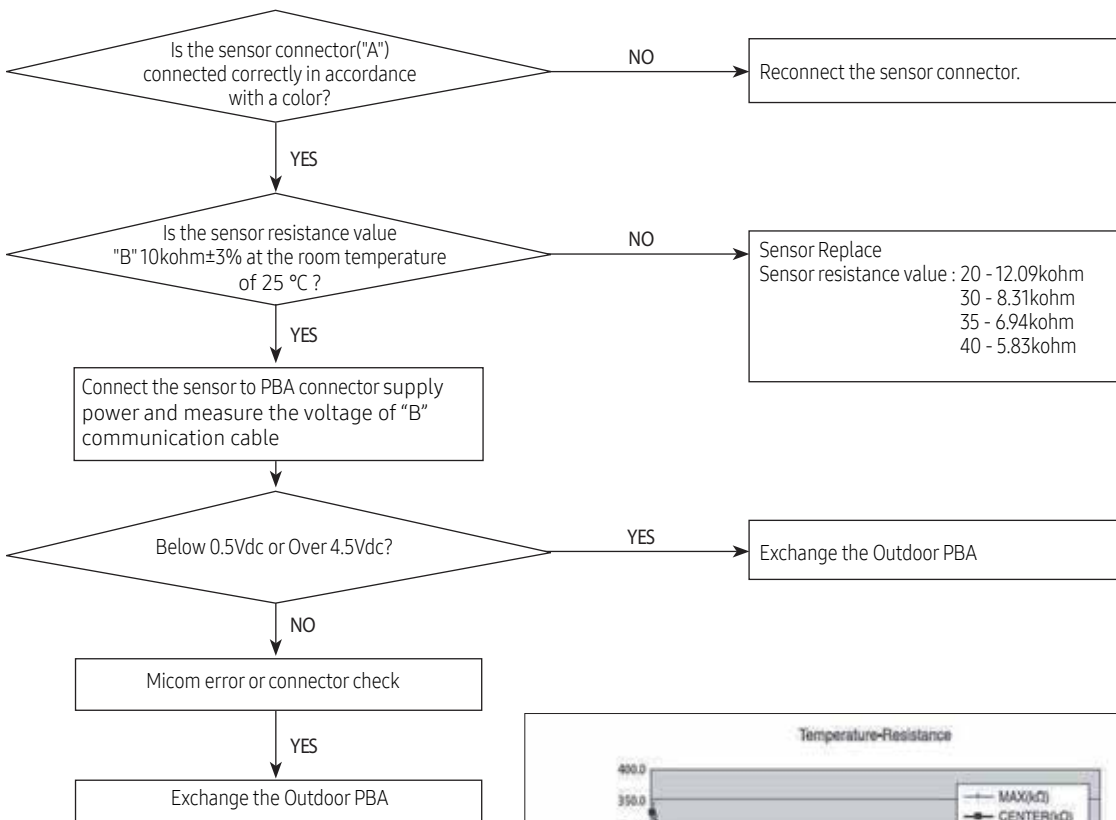 Is the sensor connector("A")
connected correctly in accordance
with a color?
NO
Reconnect the sensor connector.
YES
Is the sensor resistance value
"B" 10kohm±3% at the room temperature
of 25 °C ?
NO
Sensor Replace
Sensor resistance value : 20 - 12.09kohm
30 - 8.31kohm
35 - 6.94kohm
40 - 5.83kohm
YES
Connect the sensor to PBA connector supply
power and measure the voltage of “B”
communication cable
Below 0.5Vdc or Over 4.5Vdc?
YES
Exchange the Outdoor PBA
NO
Micom error or connector check
YES
Exchange the Outdoor PBA
Temperature-Resistance
400.0
350.0
MAX(kΩ)
CENTER(kΩ)